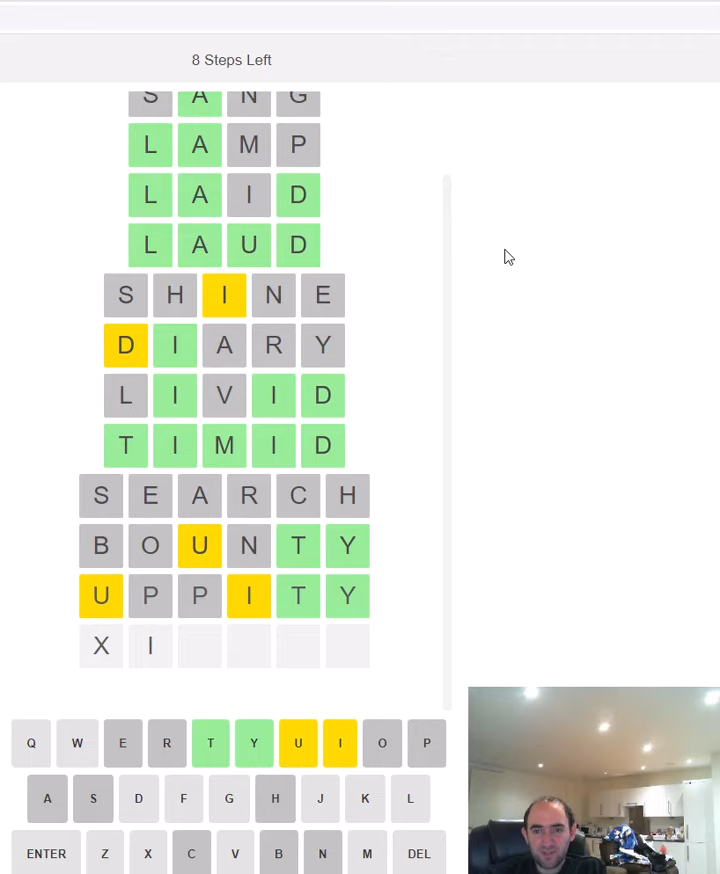 8 Steps Left
S A N G
L A M P
L A I D
L A U D
S H I N E
D I A R Y
L I V I D
T I M I D
S E A R C H
B O U N T Y
U P P I T Y
X I
Q W E R T Y U I O P
A S D F G H J K L
ENTER Z X C V B N M DEL